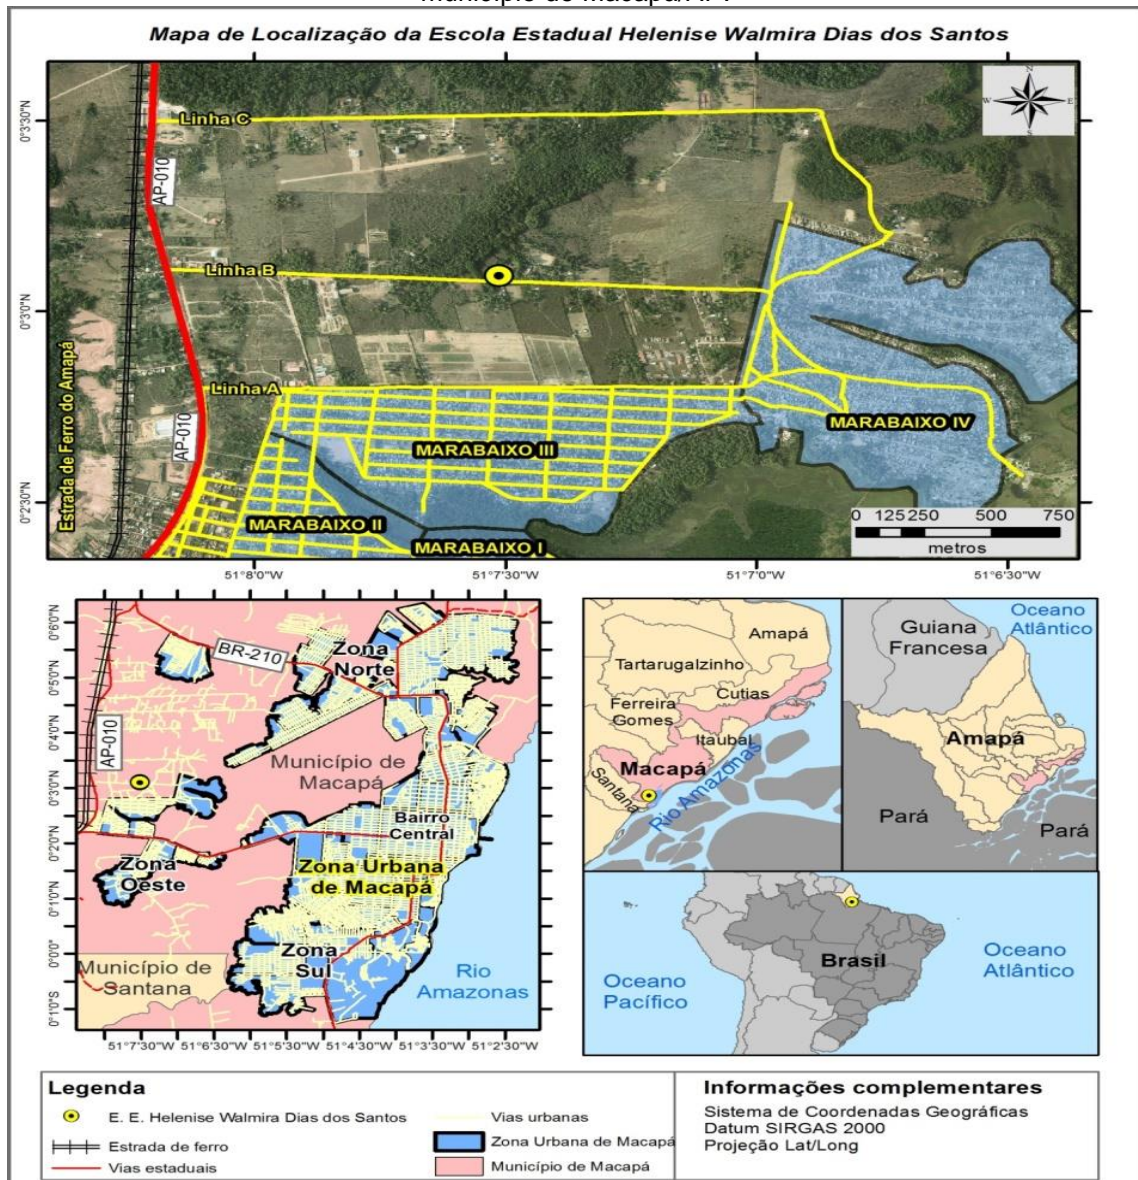 Município de Macapá/AP.
Mapa de Localização da Escola Estadual Helenise Walmira Dias dos Santos
N
W E
S
0°3'30"N
0°3'0"N
0°2'30"N
Linha C
AP-010
Linha B
Linha A
AP-010
Estrada de Ferro do Amapá
MARABAIXO III
MARABAIXO IV
MARABAIXO II
MARABAIXO I
0 125 250 500 750
metros
51°8'0"W 51°7'30"W 51°7'0"W 51°6'30"W
0°6'0"N
0°5'0"N
0°4'0"N
0°3'0"N
0°2'0"N
0°1'0"N
0°0'0"
0°1'0"S
BR-210
Zona
Norte
AP-010
Município de
Macapá
Bairro
Central
Zona
Oeste
Zona Urbana
de Macapá
Zona
Sul
Município de
Santana
Rio
Amazonas
51°7'30"W 51°6'30"W 51°5'30"W 51°4'30"W 51°3'30"W 51°2'30"W
Amapá
Tartarugalzinho
Cutias
Ferreira
Gomes
Itaubal
Macapá
Santana
Rio Amazonas
Guiana
Francesa
Oceano
Atlântico
Amapá
Pará
Pará
Brasil
Oceano
Pacífico
Oceano
Atlântico
Legenda
E. E. Helenise Walmira Dias dos Santos
Estrada de ferro
Vias estaduais
Vias urbanas
Zona Urbana de Macapá
Município de Macapá
Informações complementares
Sistema de Coordenadas Geográficas
Datum SIRGAS 2000
Projeção Lat/Long